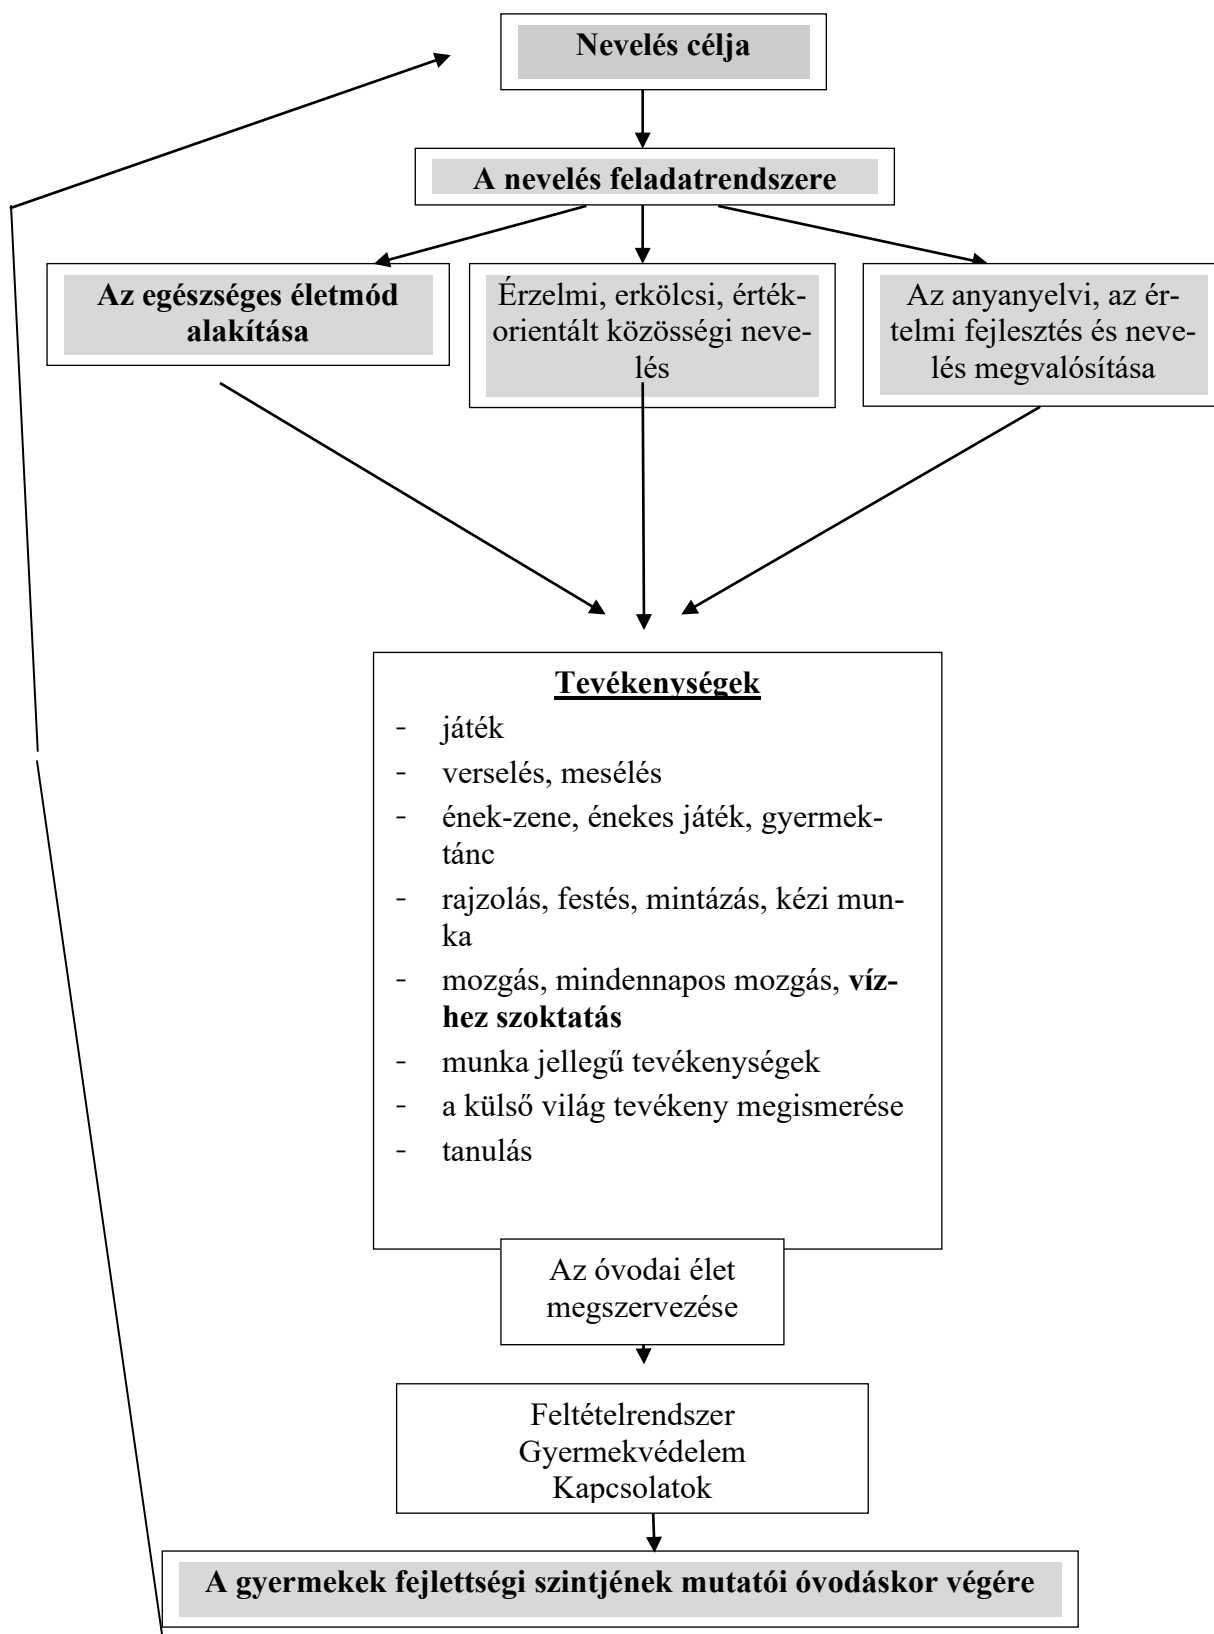 Nevelés célja
A nevelés feladatrendszere
Az egészséges életmód
alakítása
Érzelmi, erkölcsi, érték-
orientált közösségi neve-
lés
Az anyanyelvi, az ér-
telmi fejlesztés és neve-
lés megvalósítása
Tevékenységek
- játék
- verselés, mesélés
- ének-zene, énekes játék, gyermek-
tánc
- rajzolás, festés, mintázás, kézi mun-
ka
- mozgás, mindennapos mozgás, víz-
hez szoktatás
- munka jellegű tevékenységek
- a külső világ tevékeny megismerése
- tanulás
Az óvodai élet
megszervezése
Feltételrendszer
Gyermekvédelem
Kapcsolatok
A gyermekek fejlettségi szintjének mutatói óvodáskor végére